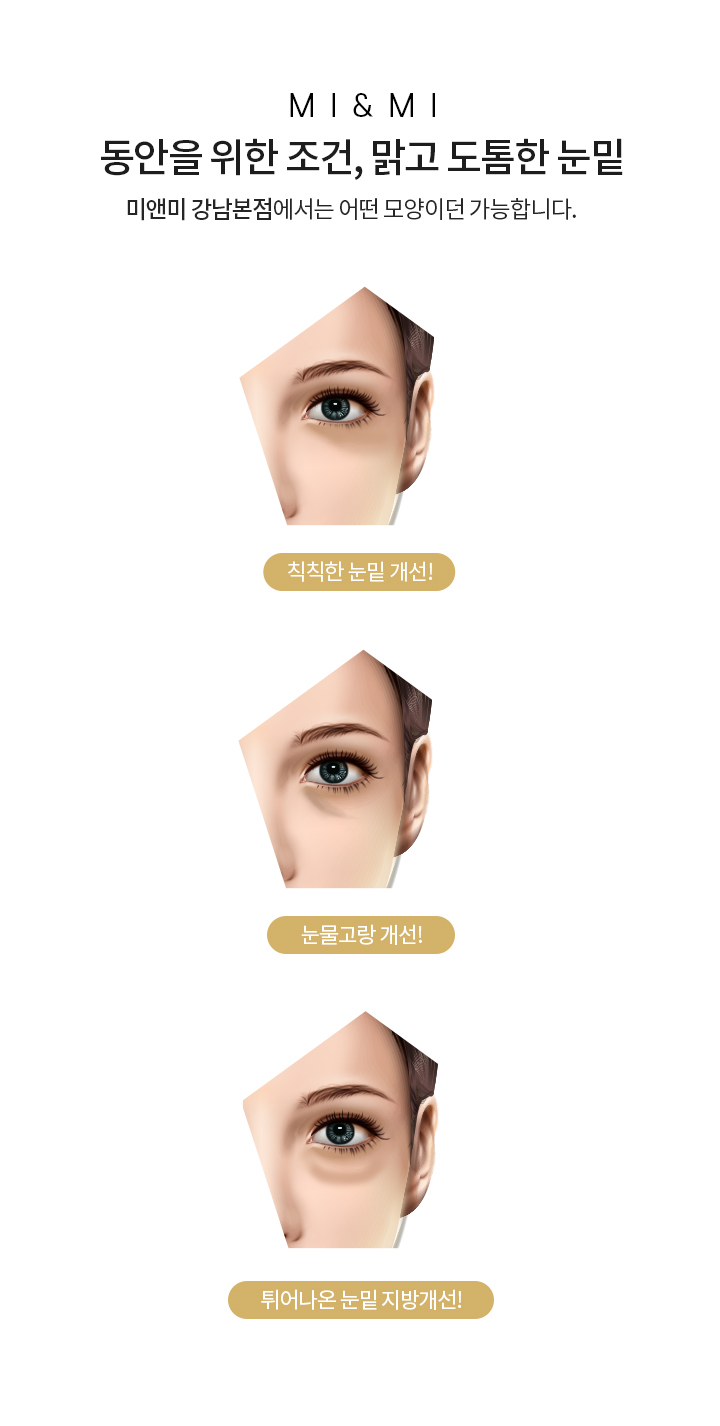 MI&MI
동안을 위한 조건, 맑고 도톰한 눈밑
미앤미 강남본점에서는 어떤 모양이던 가능합니다.
칙칙한 눈밑 개선!
눈물고랑 개선!
튀어나온 눈밑 지방개선!